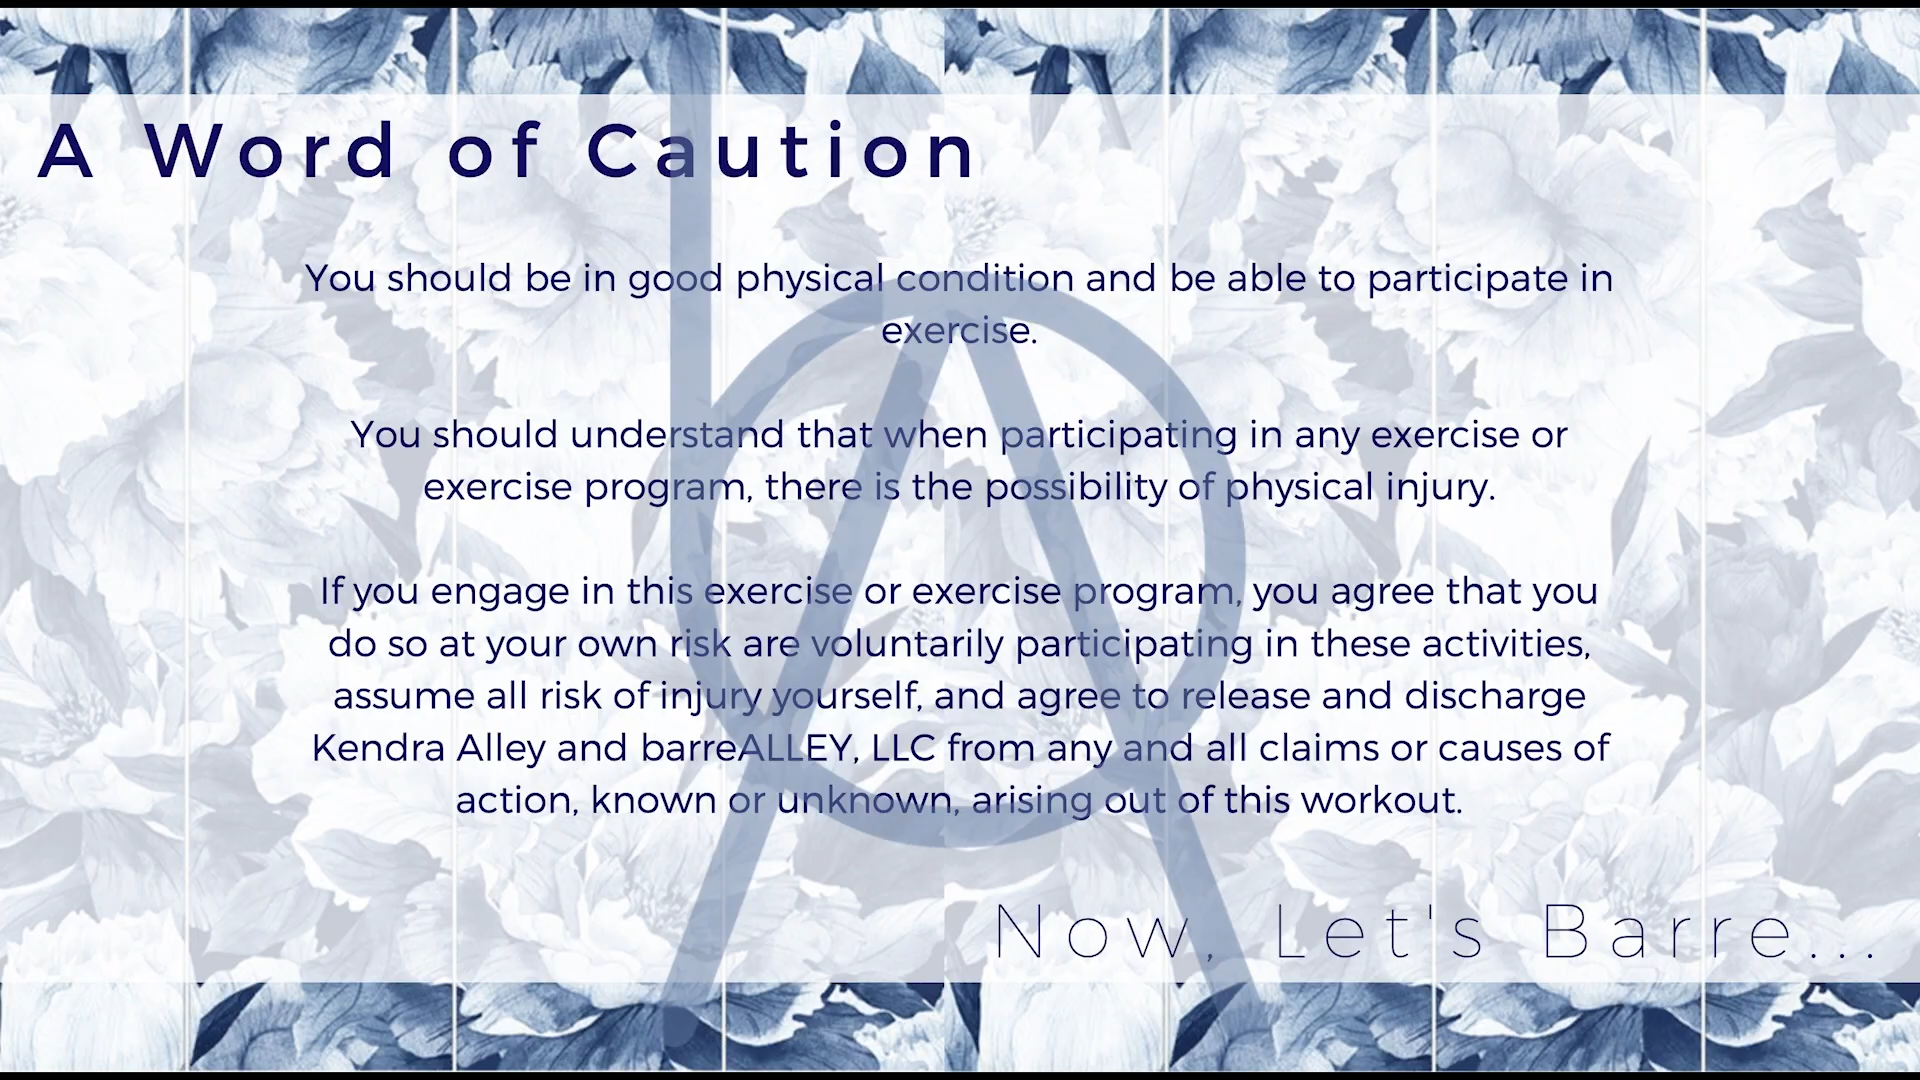 A Word of Caution
You should be in good physical condition and be able to participate in
exercise.
You should understand that when participating in any exercise or
exercise program, there is the possibility of physical injury.
If you engage in this exercise or exercise program, you agree that you
do so at your own risk are voluntarily participating in these activities,
assume all risk of injury yourself, and agree to release and discharge
Kendra Alley and barreALLEY, LLC from any and all claims or causes of
action, known or unknown, arising out of this workout.
Now, Let's Barre...